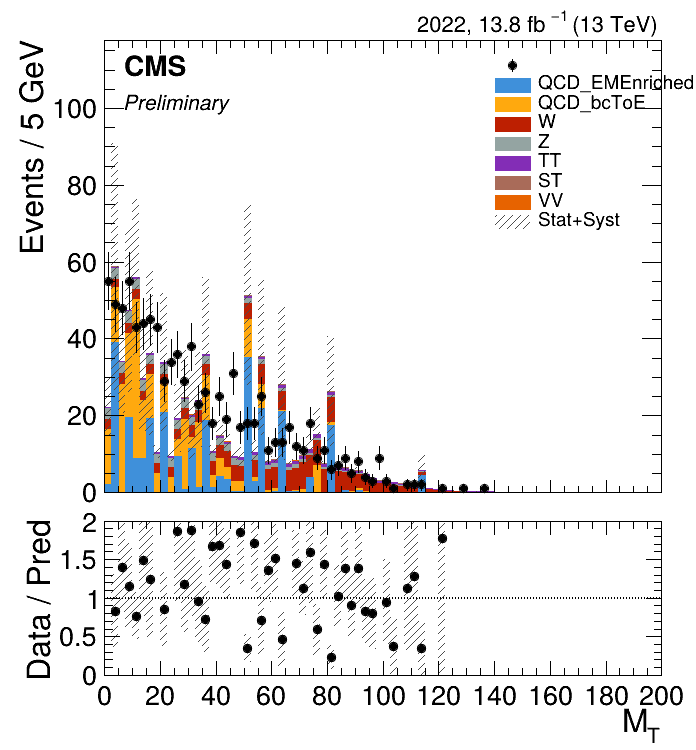 2022, 13.8 fb⁻¹ (13 TeV)
CMS
Preliminary
QCD_EMEnriched
QCD_bcToE
W
Z
TT
ST
VV
Stat+Syst
Events / 5 GeV
100
80
60
40
20
0
Data / Pred
2
1.5
1
0.5
0
0 20 40 60 80 100 120 140 160 180 200
M_T